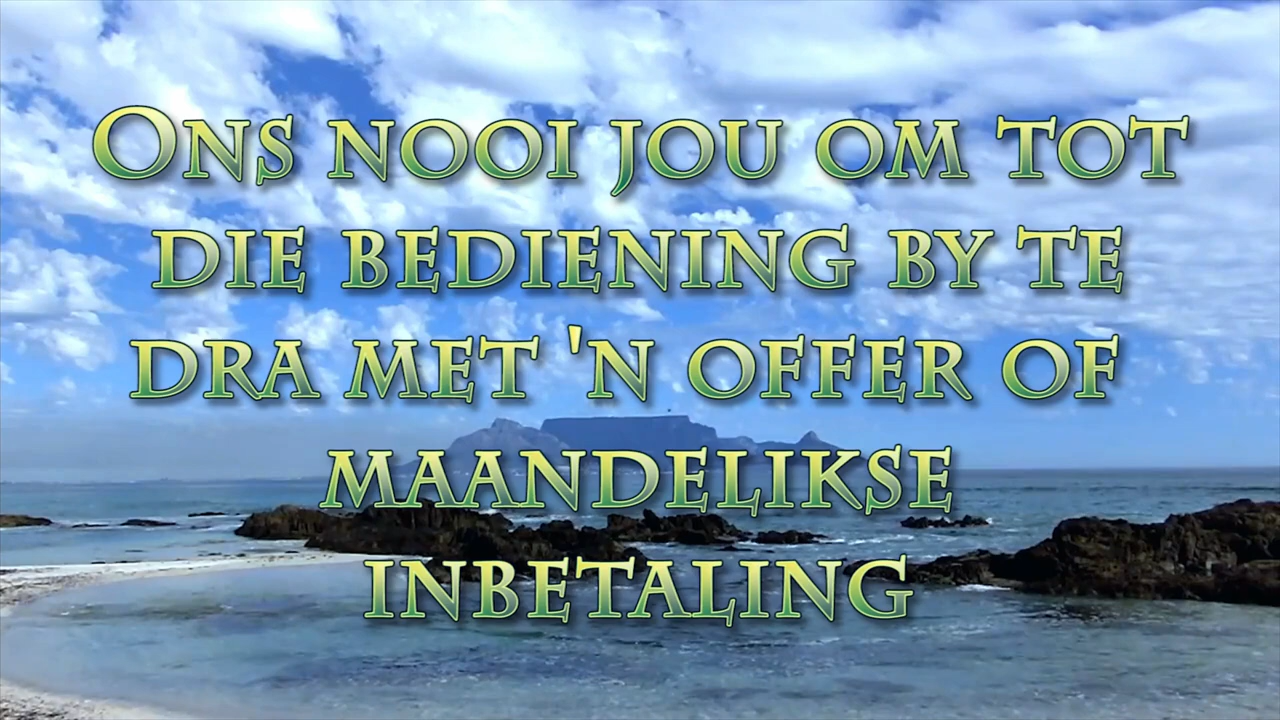 Ons nooi jou om tot
die bediening by te
dra met 'n offer of
maandelikse
inbetaling